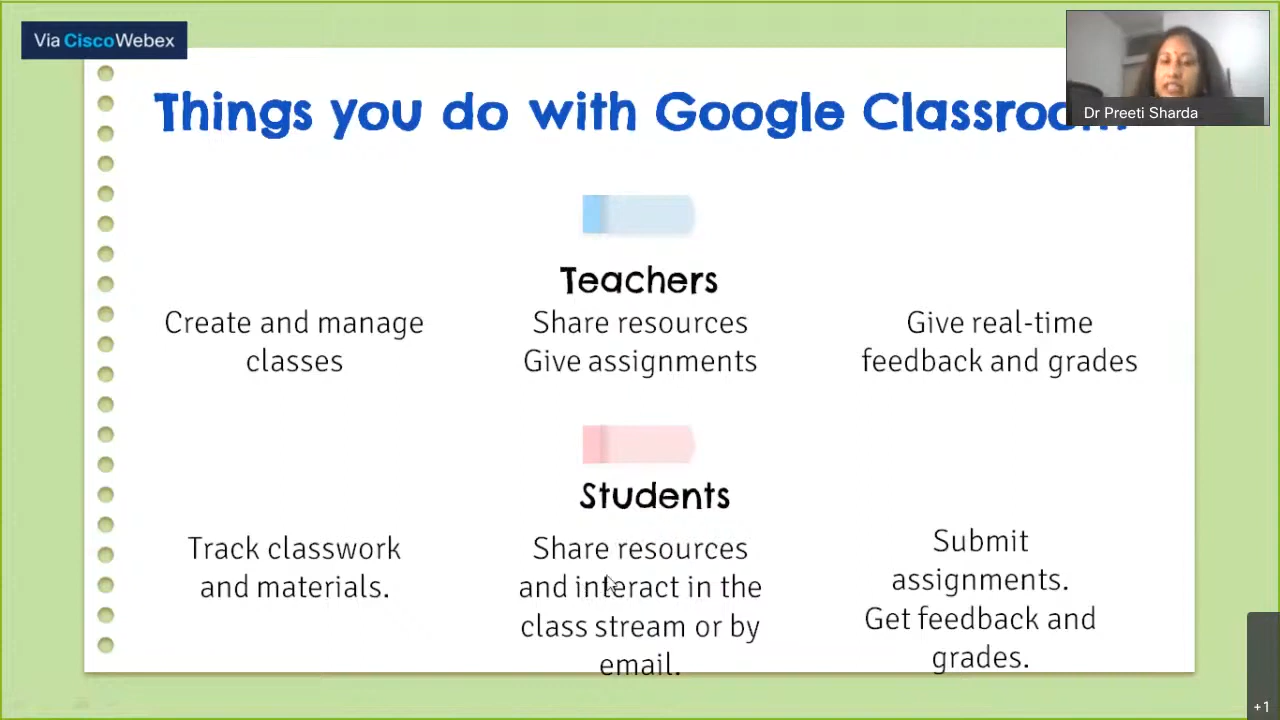 Via CiscoWebex
Things you do with Google Classroom
Dr Preeti Sharda
Teachers
Create and manage
classes
Share resources
Give assignments
Give real-time
feedback and grades
Students
Track classwork
and materials.
Share resources
and interact in the
class stream or by
email.
Submit
assignments.
Get feedback and
grades.
+1